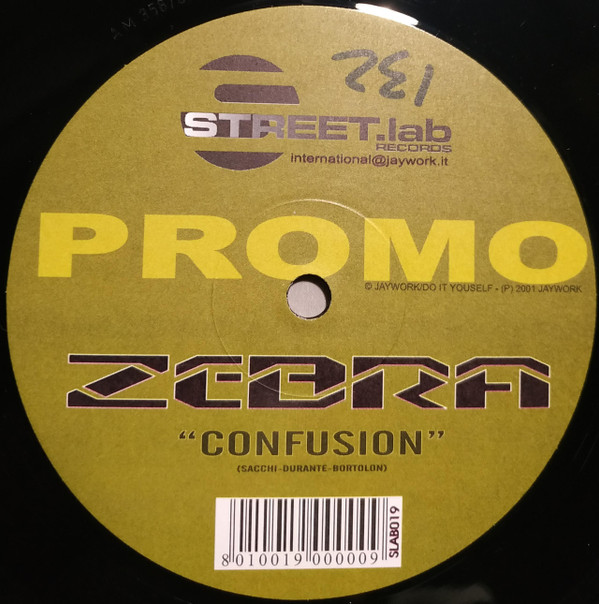 132
STREET.lab
RECORDS
international@jaywork.it
PROMO
© JAYWORK/DO IT YOUSELF - (P) 2001 JAYWORK
ZEBRA
"CONFUSION"
(SACCHI-DURANTE-BORTOLON)
8 010019 000009
SLAB019